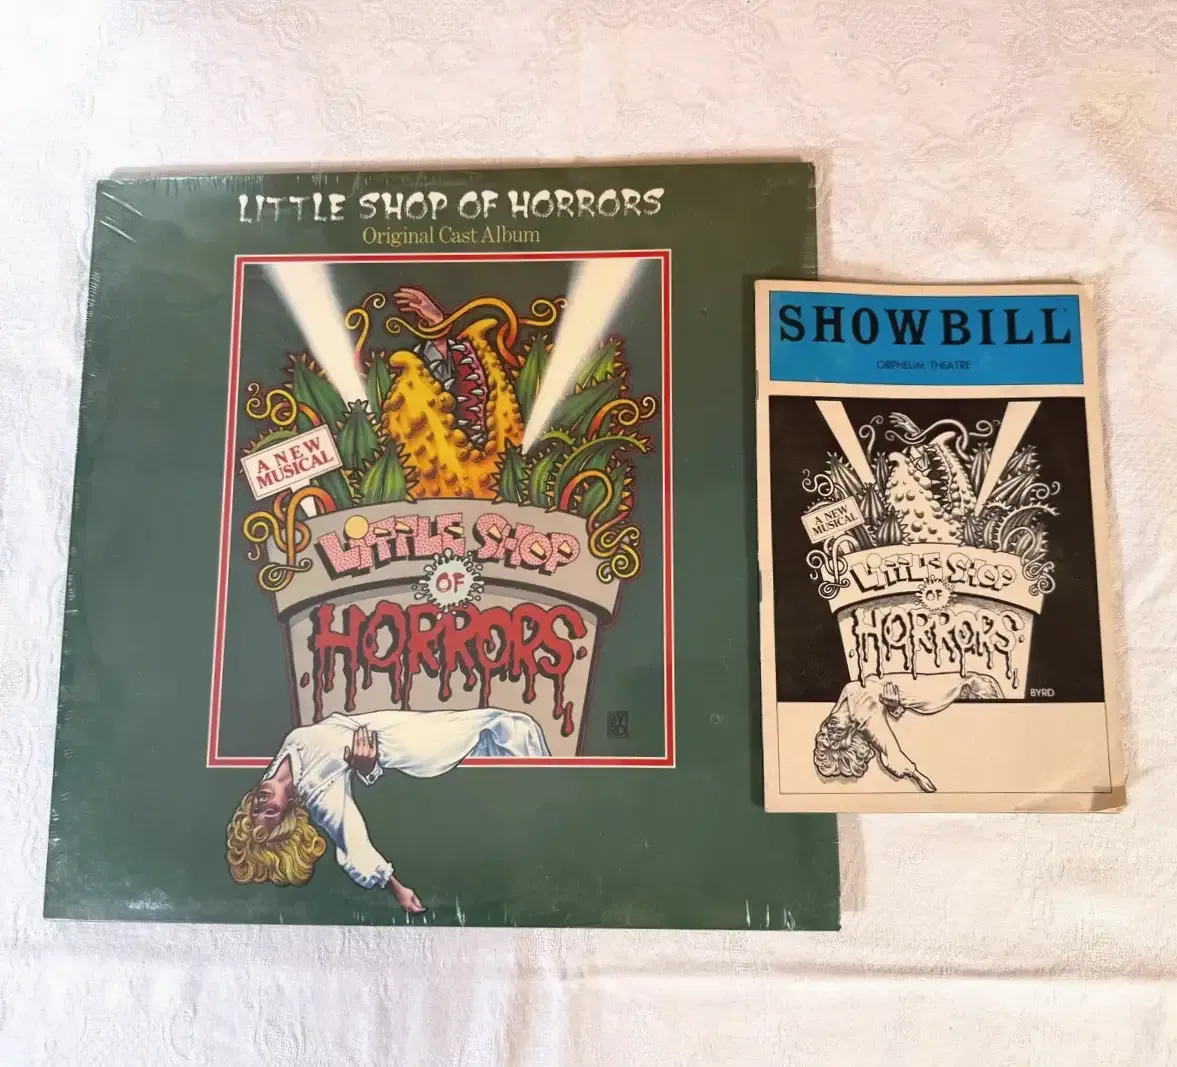 LITTLE SHOP OF HORRORS
Original Cast Album
A NEW
MUSICAL
LITTLE SHOP
OF
HORRORS
BYRD
SHOWBILL
ORPHEUM THEATRE
A NEW
MUSICAL
LITTLE SHOP
OF
HORRORS
BYRD